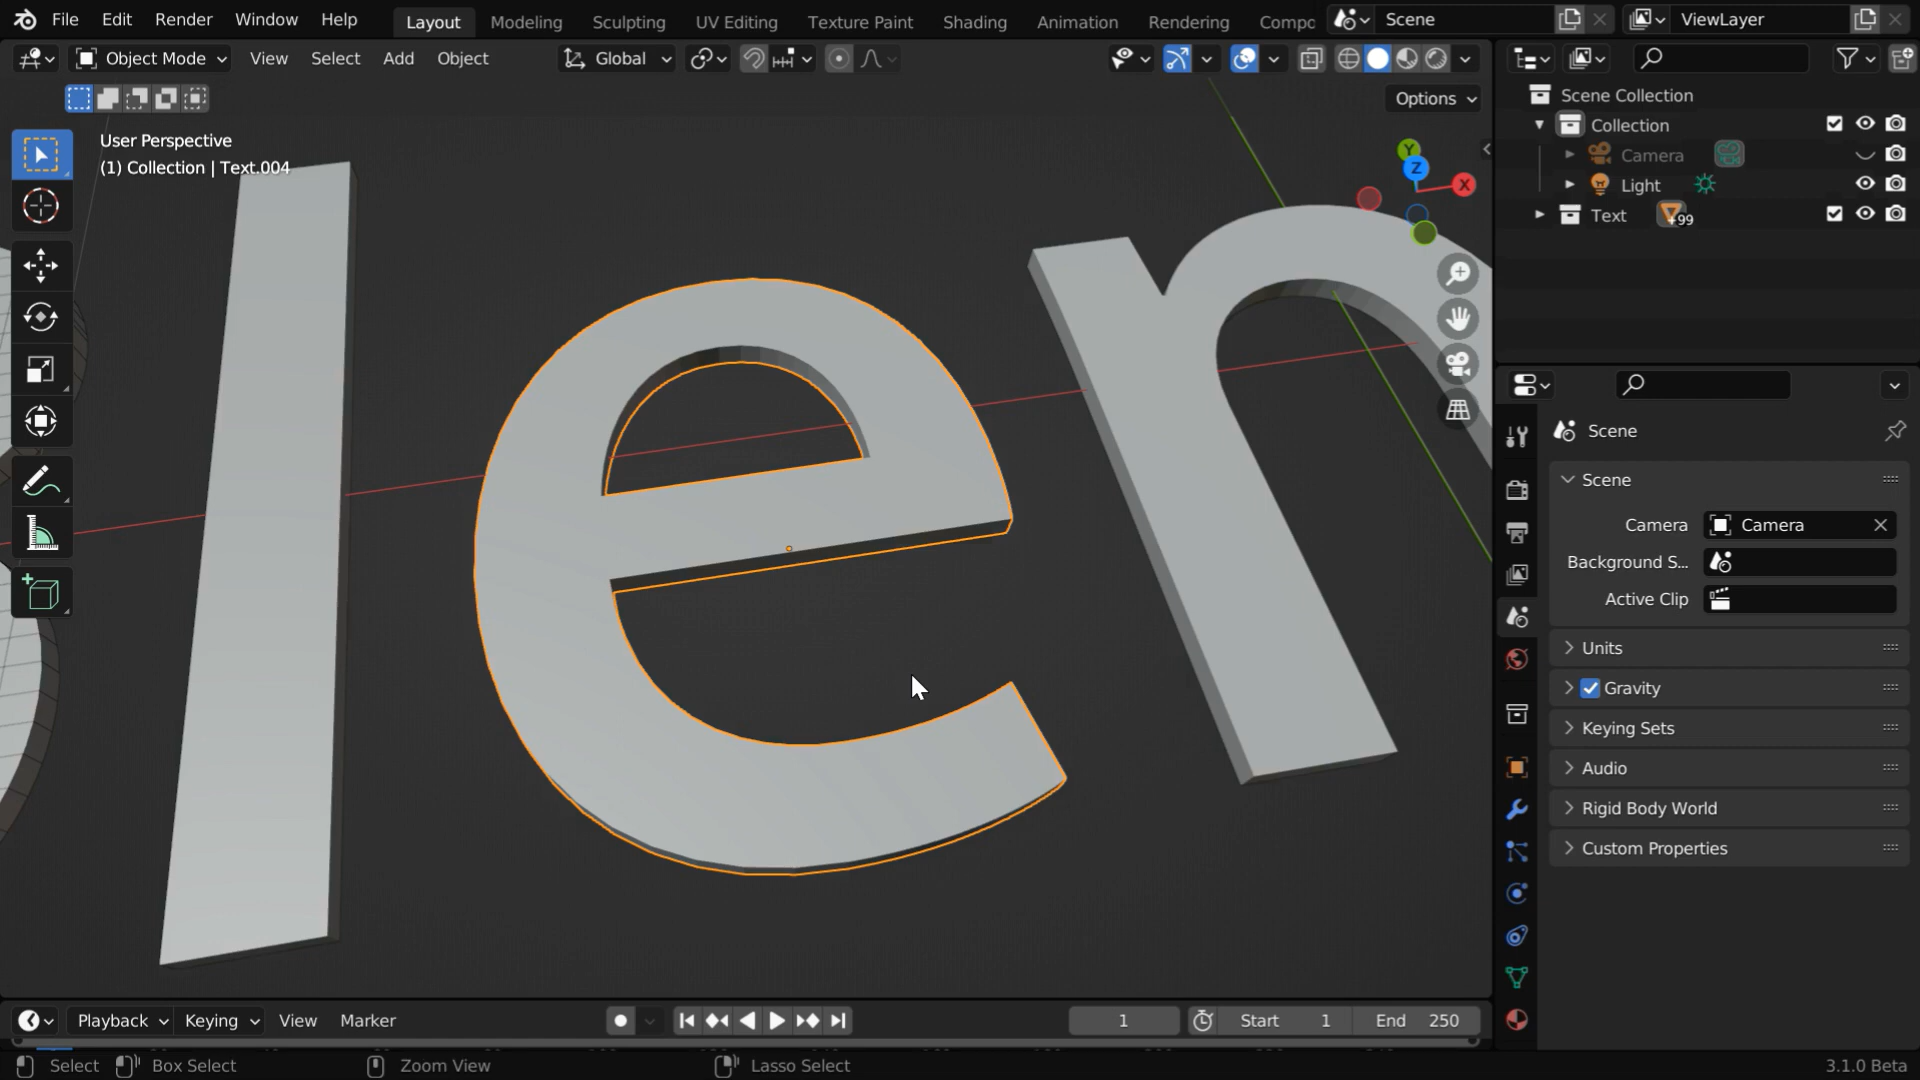 File Edit Render Window Help Layout Modeling Sculpting UV Editing Texture Paint Shading Animation Rendering Compo Scene ViewLayer
Object Mode View Select Add Object Global
Options
User Perspective
(1) Collection | Text.004
Y
Z
X
Scene Collection
Collection
Camera
Light
Text +99
l e n
Scene
Scene
Camera Camera
Background S...
Active Clip
Units
Gravity
Keying Sets
Audio
Rigid Body World
Custom Properties
Playback Keying View Marker 1 Start 1 End 250
Select Box Select Zoom View Lasso Select 3.1.0 Beta